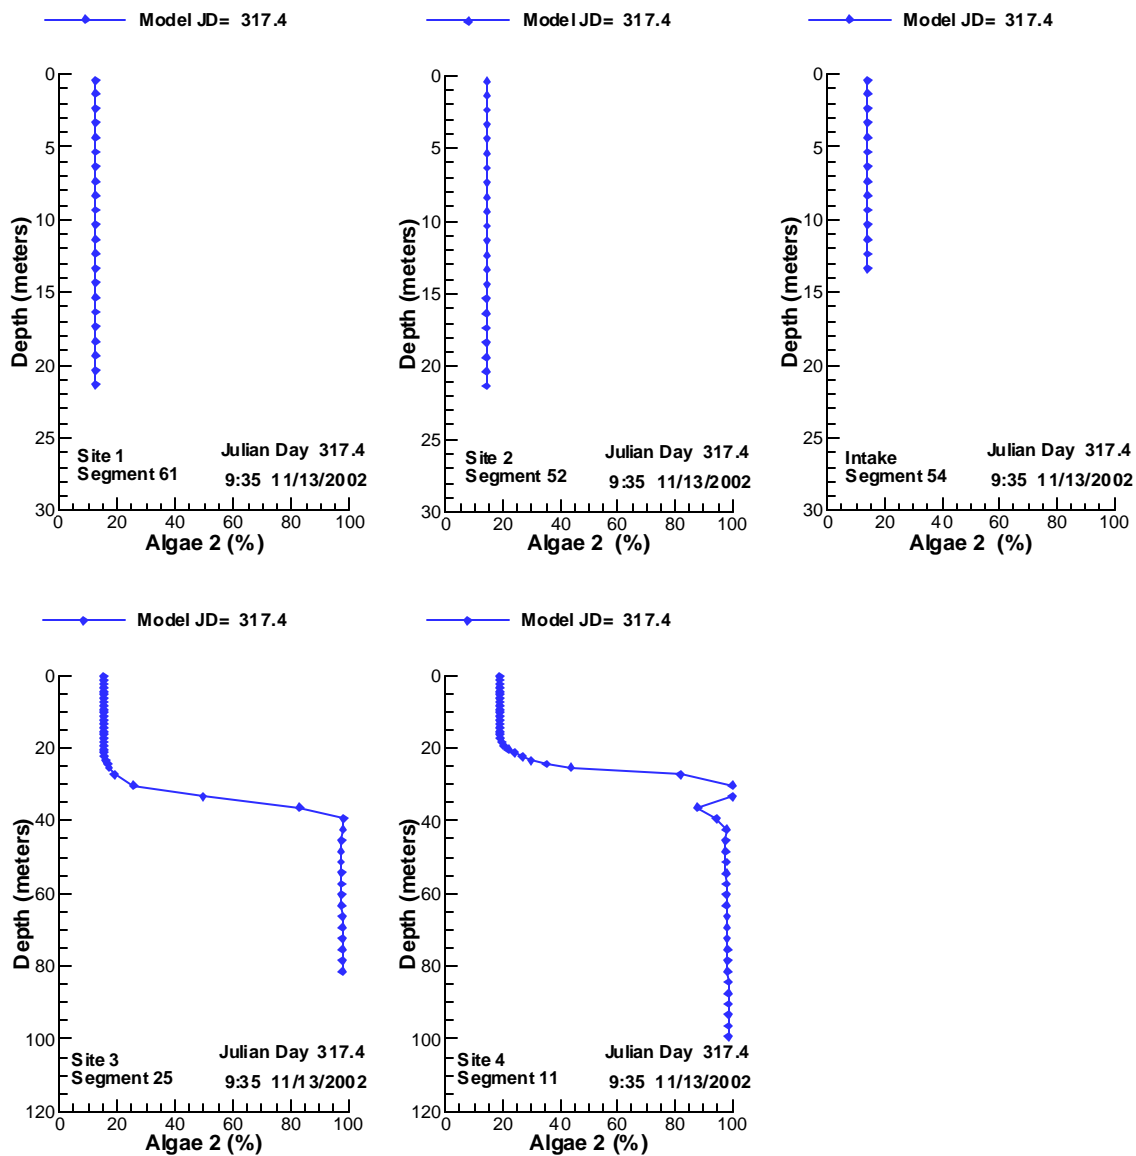 Model JD= 317.4
0
5
10
15
20
25
30
Depth (meters)
Site 1
Segment 61
Julian Day 317.4
9:35 11/13/2002
0 20 40 60 80 100
Algae 2 (%)
Model JD= 317.4
0
5
10
15
20
25
30
Depth (meters)
Site 2
Segment 52
Julian Day 317.4
9:35 11/13/2002
0 20 40 60 80 100
Algae 2 (%)
Model JD= 317.4
0
5
10
15
20
25
30
Depth (meters)
Intake
Segment 54
Julian Day 317.4
9:35 11/13/2002
0 20 40 60 80 100
Algae 2 (%)
Model JD= 317.4
0
20
40
60
80
100
120
Depth (meters)
Site 3
Segment 25
Julian Day 317.4
9:35 11/13/2002
0 20 40 60 80 100
Algae 2 (%)
Model JD= 317.4
0
20
40
60
80
100
120
Depth (meters)
Site 4
Segment 11
Julian Day 317.4
9:35 11/13/2002
0 20 40 60 80 100
Algae 2 (%)